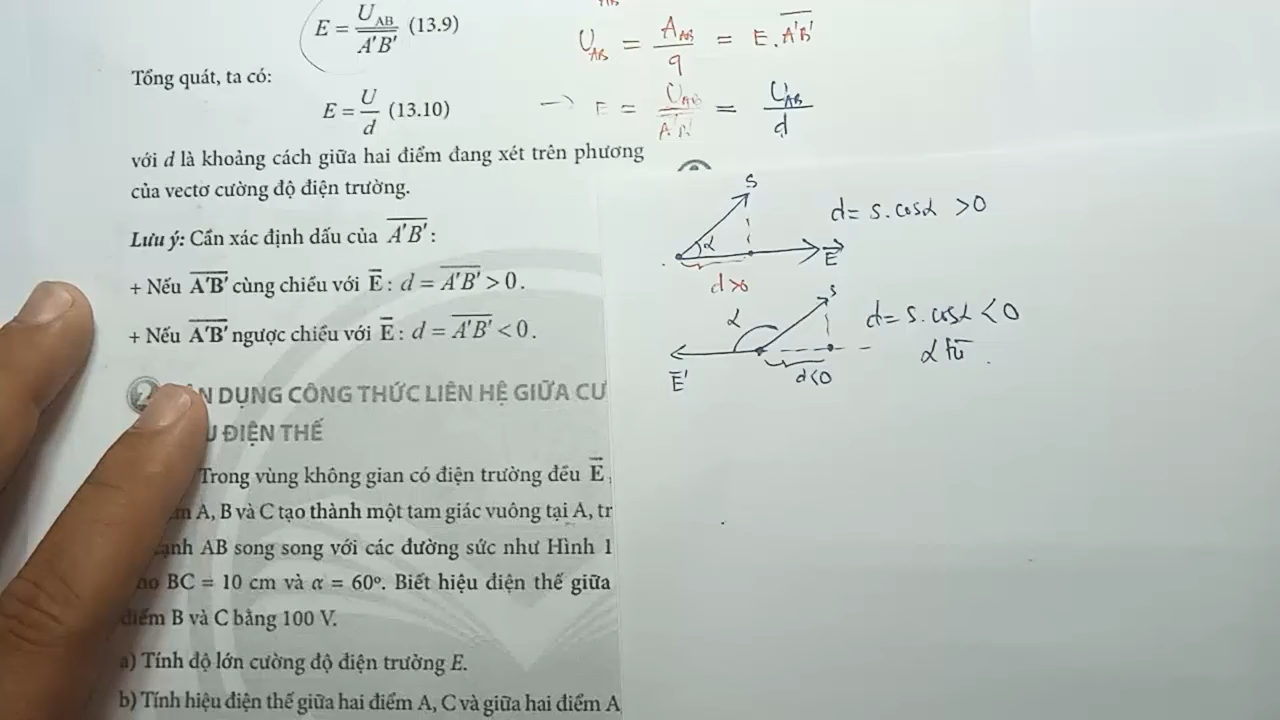 E = U_AB / A'B' (13.9)
U_AB = A_AB / q = E. A'B'
Tổng quát, ta có:
E = U / d (13.10)
→ E = U_AB / A'B' = U_AB / d
với d là khoảng cách giữa hai điểm đang xét trên phương
của vectơ cường độ điện trường.
Lưu ý: Cần xác định dấu của A'B':
+ Nếu A'B' cùng chiều với E: d = A'B' > 0.
+ Nếu A'B' ngược chiều với E: d = A'B' < 0.
S
d = s. cosα > 0
α
E
d>0
S
α
d = s. cosα < 0
α tù.
E'
d<0
DỤNG CÔNG THỨC LIÊN HỆ GIỮA CƯ
ĐIỆN THẾ
Trong vùng không gian có điện trường đều E,
A, B và C tạo thành một tam giác vuông tại A, tr
AB song song với các đường sức như Hình 1
BC = 10 cm và α = 60°. Biết hiệu điện thế giữa
điểm B và C bằng 100 V.
a) Tính độ lớn cường độ điện trường E.
b) Tính hiệu điện thế giữa hai điểm A, C và giữa hai điểm A